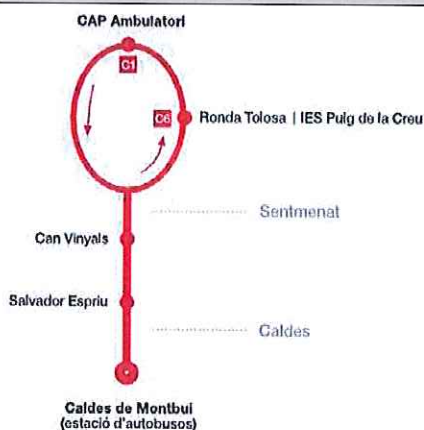 CAP Ambulatori
C1
C6 Ronda Tolosa | IES Puig de la Creu
Sentmenat
Can Vinyals
Salvador Espriu
Caldes
Caldes de Montbui
(estació d'autobusos)